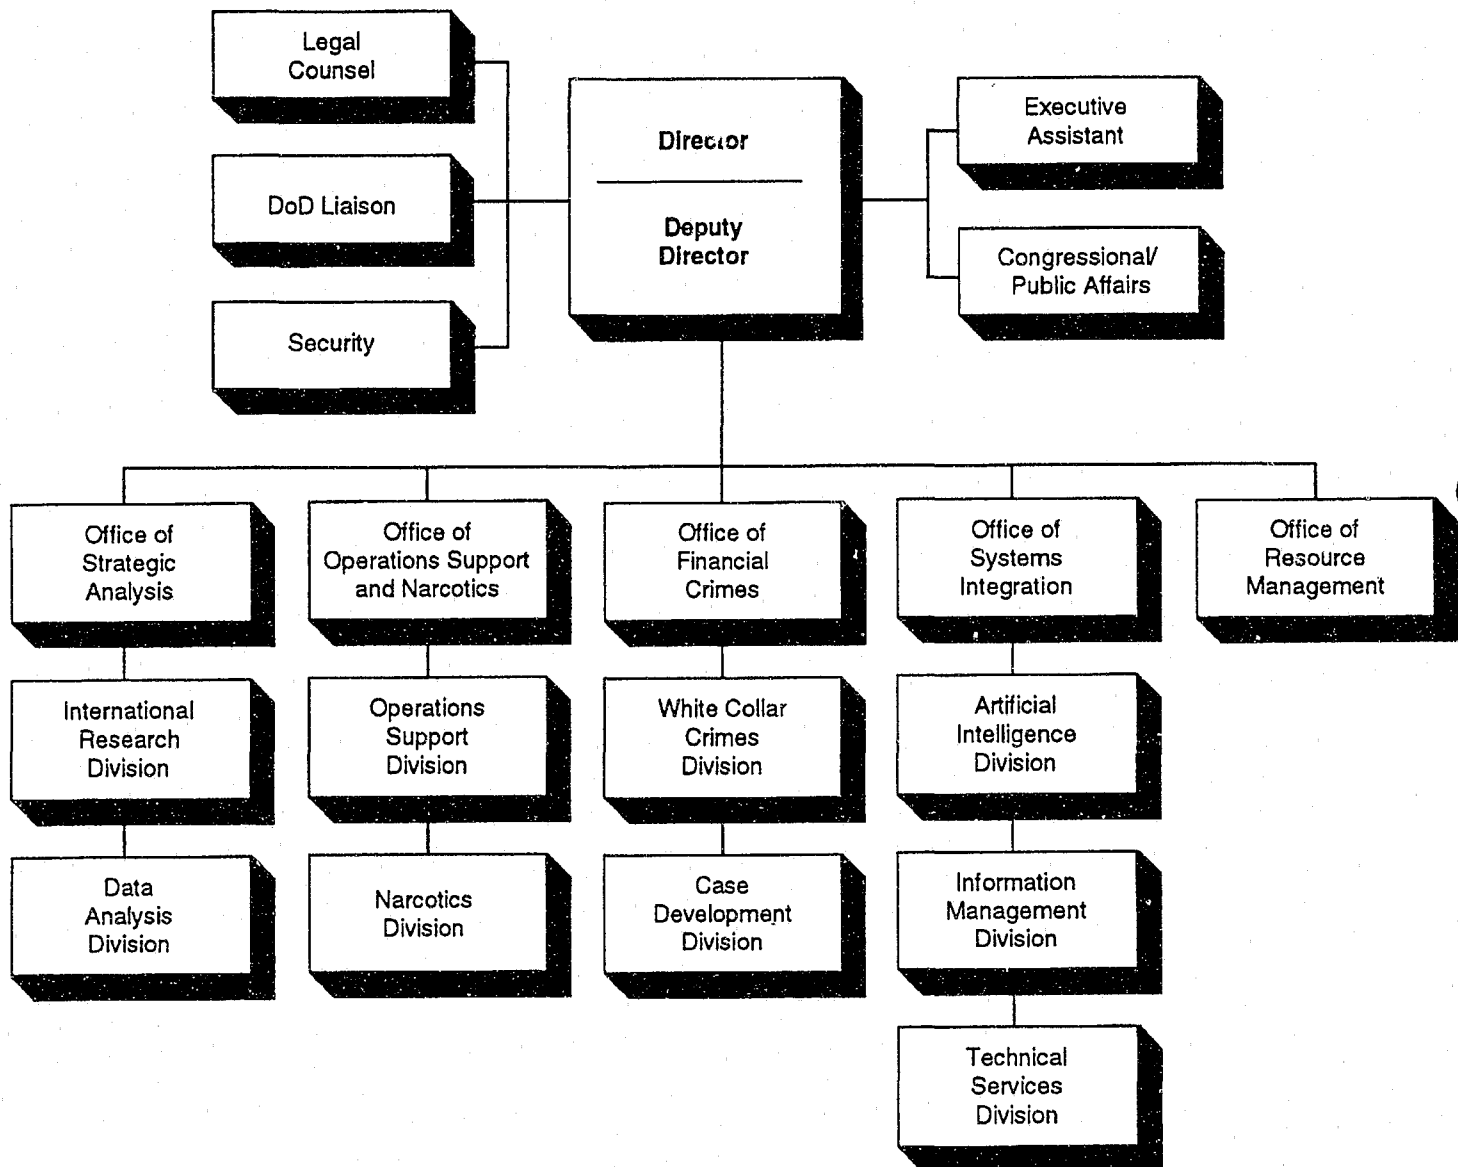 Legal
Counsel
DoD Liaison
Security
Director
Deputy
Director
Executive
Assistant
Congressional/
Public Affairs
Office of
Strategic
Analysis
International
Research
Division
Data
Analysis
Division
Office of
Operations Support
and Narcotics
Operations
Support
Division
Narcotics
Division
Office of
Financial
Crimes
White Collar
Crimes
Division
Case
Development
Division
Office of
Systems
Integration
Artificial
Intelligence
Division
Information
Management
Division
Technical
Services
Division
Office of
Resource
Management